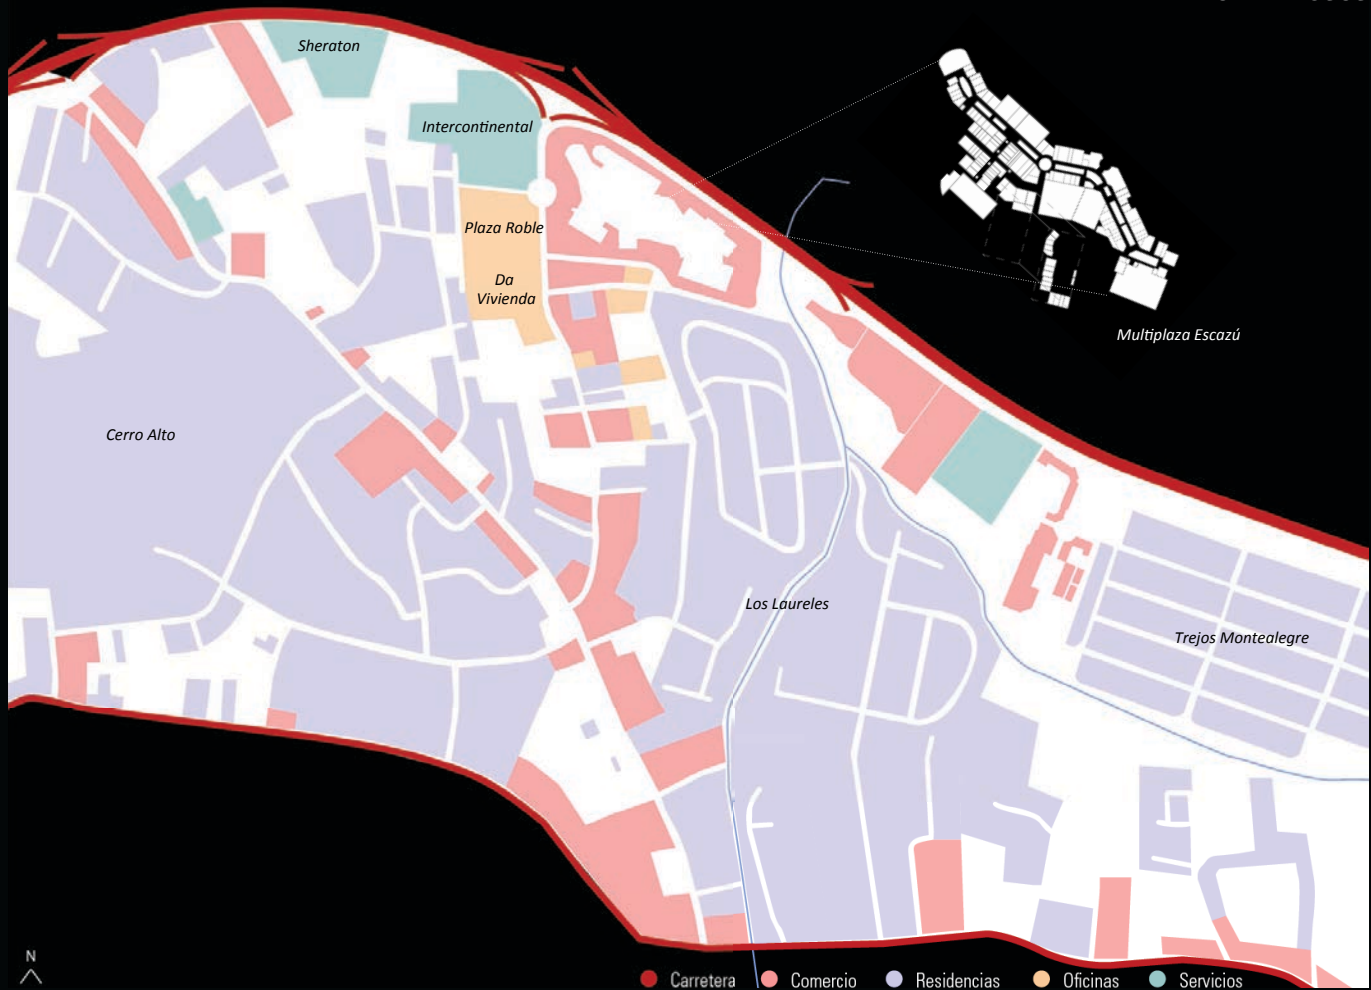 Sheraton
Intercontinental
Plaza Roble
Da
Vivienda
Multiplaza Escazú
Cerro Alto
Los Laureles
Trejos Montealegre
N
Carretera
Comercio
Residencias
Oficinas
Servicios